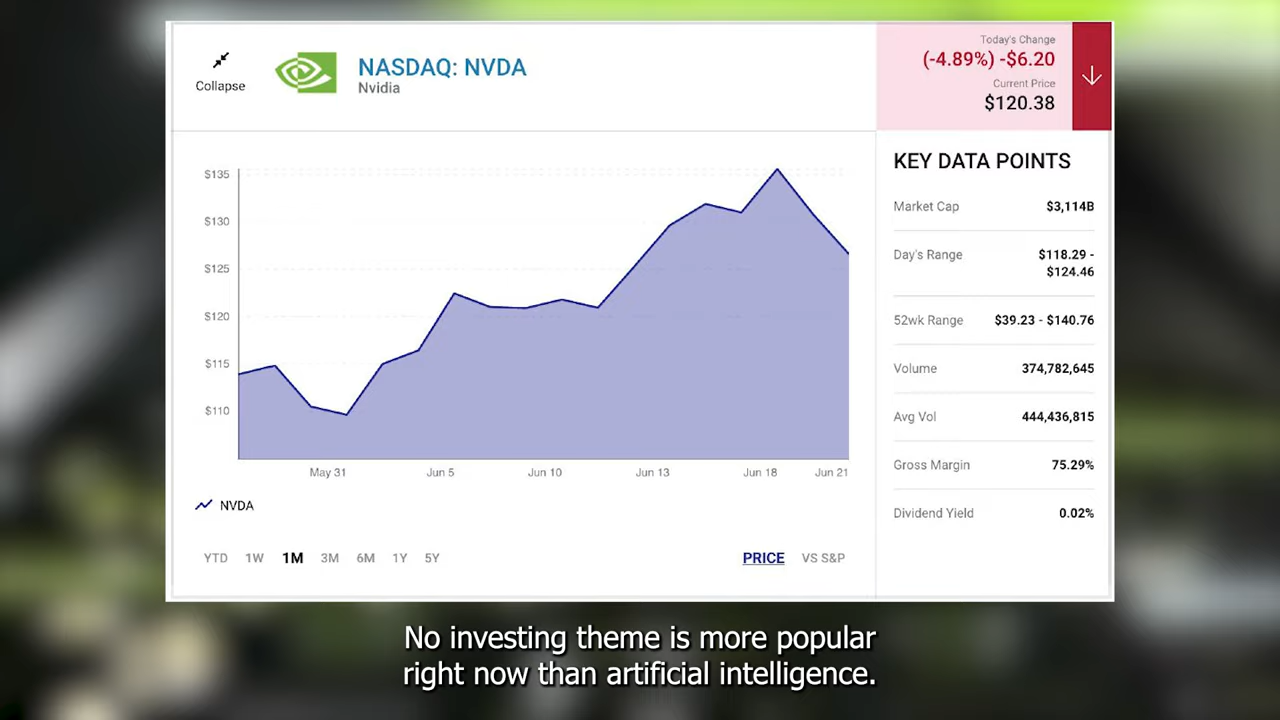 Collapse
NASDAQ: NVDA
Nvidia
Today's Change
(-4.89%) -$6.20
Current Price
$120.38
$135
$130
$125
$120
$115
$110
May 31
Jun 5
Jun 10
Jun 13
Jun 18
Jun 21
NVDA
YTD 1W 1M 3M 6M 1Y 5Y
PRICE VS S&P
KEY DATA POINTS
Market Cap $3,114B
Day's Range $118.29 -
$124.46
52wk Range $39.23 - $140.76
Volume 374,782,645
Avg Vol 444,436,815
Gross Margin 75.29%
Dividend Yield 0.02%
No investing theme is more popular
right now than artificial intelligence.